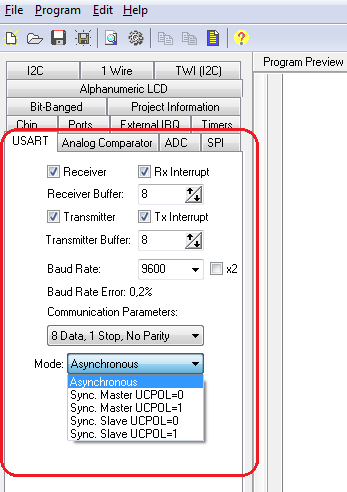 File Program Edit Help
Program Preview
I2C 1 Wire TWI (I2C)
Alphanumeric LCD
Bit-Banged Project Information
Chip Ports External IRQ Timers
USART Analog Comparator ADC SPI
Receiver Rx Interrupt
Receiver Buffer: 8
Transmitter Tx Interrupt
Transmitter Buffer: 8
Baud Rate: 9600 x2
Baud Rate Error: 0,2%
Communication Parameters:
8 Data, 1 Stop, No Parity
Mode: Asynchronous
Asynchronous
Sync. Master UCPOL=0
Sync. Master UCPOL=1
Sync. Slave UCPOL=0
Sync. Slave UCPOL=1